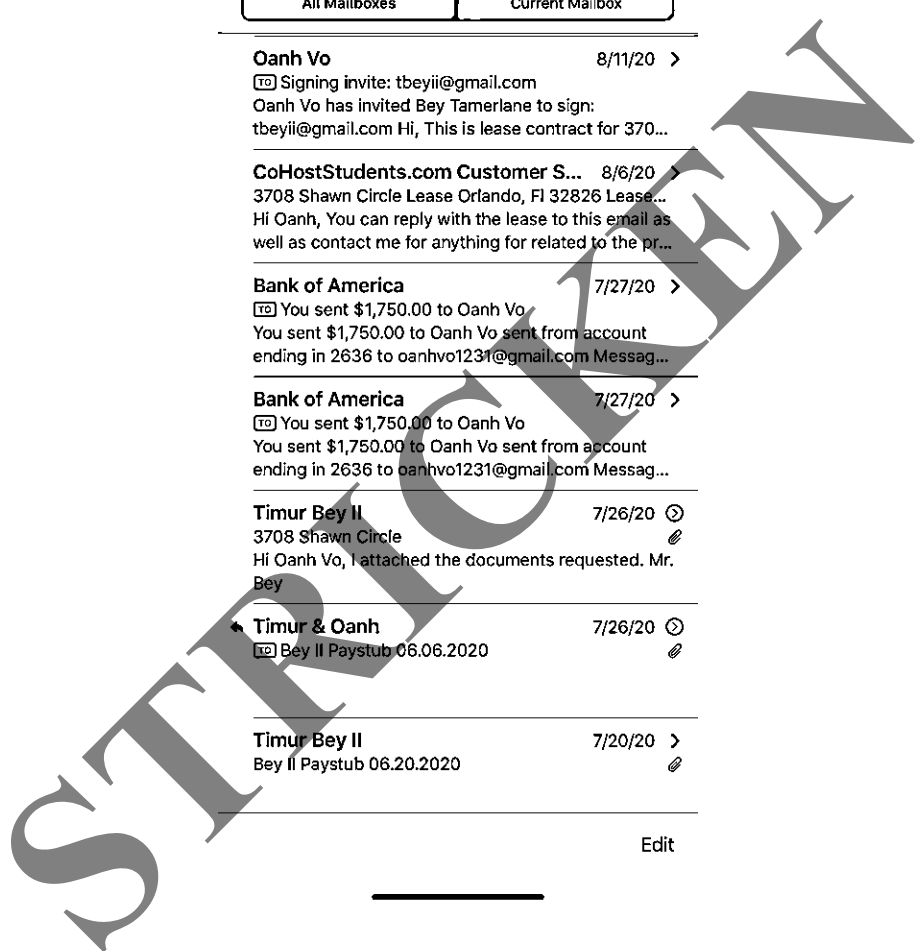 All Mailboxes
Current Mailbox
Oanh Vo 8/11/20
TO Signing invite: tbeyii@gmail.com
Oanh Vo has invited Bey Tamerlane to sign:
tbeyii@gmail.com Hi, This is lease contract for 370...
CoHostStudents.com Customer S... 8/6/20
3708 Shawn Circle Lease Orlando, Fl 32826 Lease...
Hi Oanh, You can reply with the lease to this email as
well as contact me for anything for related to the pr...
Bank of America 7/27/20
TO You sent $1,750.00 to Oanh Vo
You sent $1,750.00 to Oanh Vo sent from account
ending in 2636 to oanhvo1231@gmail.com Messag...
Bank of America 7/27/20
TO You sent $1,750.00 to Oanh Vo
You sent $1,750.00 to Oanh Vo sent from account
ending in 2636 to oanhvo1231@gmail.com Messag...
Timur Bey II 7/26/20
3708 Shawn Circle
Hi Oanh Vo, I attached the documents requested. Mr.
Bey
Timur & Oanh 7/26/20
TO Bey II Paystub 06.06.2020
Timur Bey II 7/20/20
Bey II Paystub 06.20.2020
Edit
STRICKEN